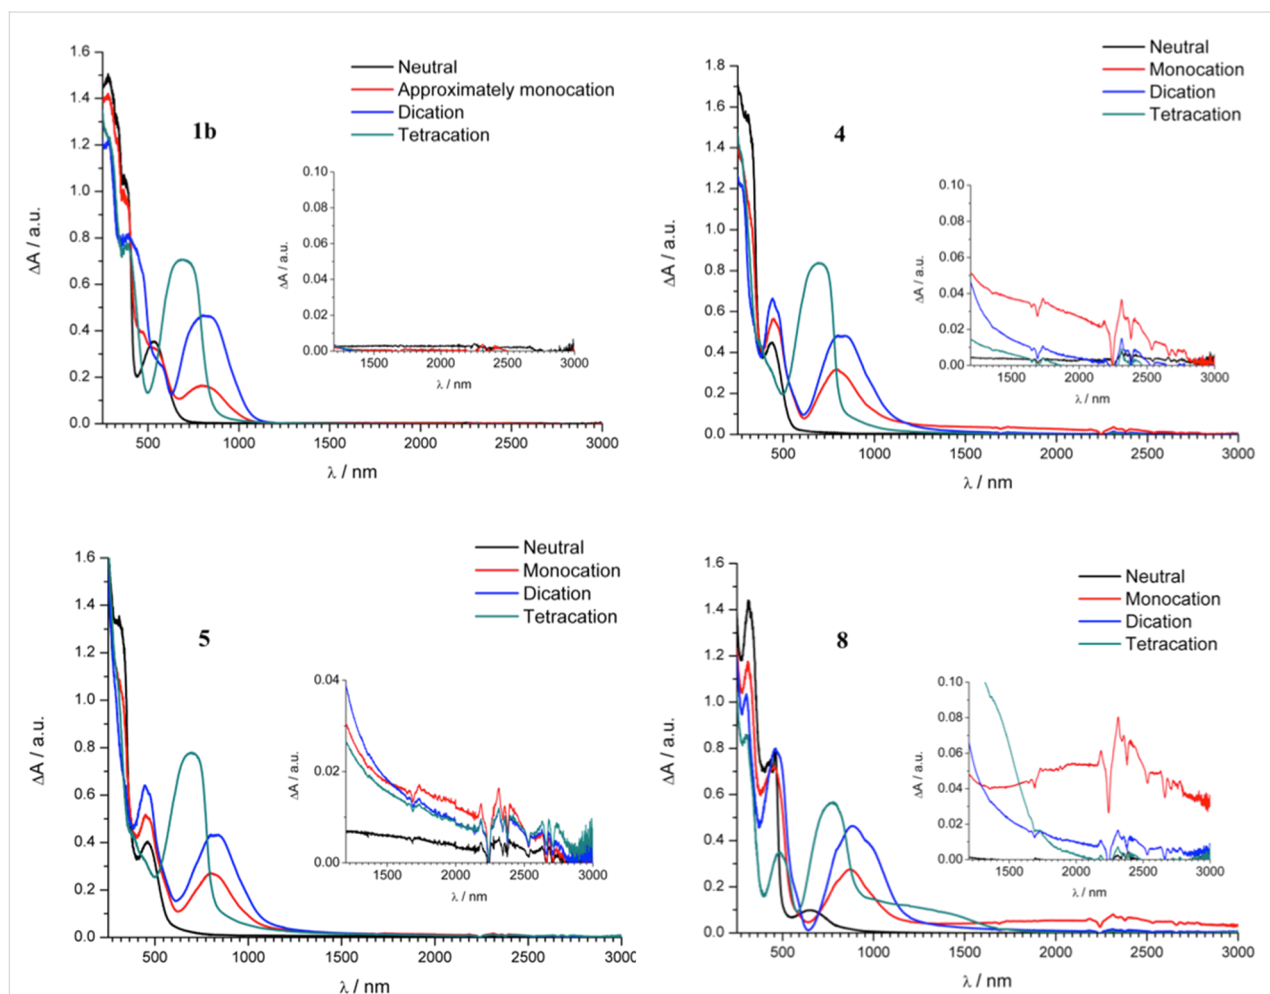 1b
Neutral
Approximately monocation
Dication
Tetracation
1.6
1.4
1.2
1.0
0.8
0.6
0.4
0.2
0.0
ΔA / a.u.
500 1000 1500 2000 2500 3000
λ / nm
0.10
0.08
0.06
0.04
0.02
0.00
ΔA / a.u.
1500 2000 2500 3000
λ / nm
4
Neutral
Monocation
Dication
Tetracation
1.8
1.6
1.4
1.2
1.0
0.8
0.6
0.4
0.2
0.0
ΔA / a.u.
500 1000 1500 2000 2500 3000
λ / nm
0.10
0.08
0.06
0.04
0.02
0.00
ΔA / a.u.
1500 2000 2500 3000
λ / nm
5
Neutral
Monocation
Dication
Tetracation
1.6
1.4
1.2
1.0
0.8
0.6
0.4
0.2
0.0
ΔA / a.u.
500 1000 1500 2000 2500 3000
λ / nm
0.04
0.02
0.00
ΔA / a.u.
1500 2000 2500 3000
λ / nm
8
Neutral
Monocation
Dication
Tetracation
1.6
1.4
1.2
1.0
0.8
0.6
0.4
0.2
0.0
ΔA / a.u.
500 1000 1500 2000 2500 3000
λ / nm
0.10
0.08
0.06
0.04
0.02
0.00
ΔA / a.u.
1500 2000 2500 3000
λ / nm